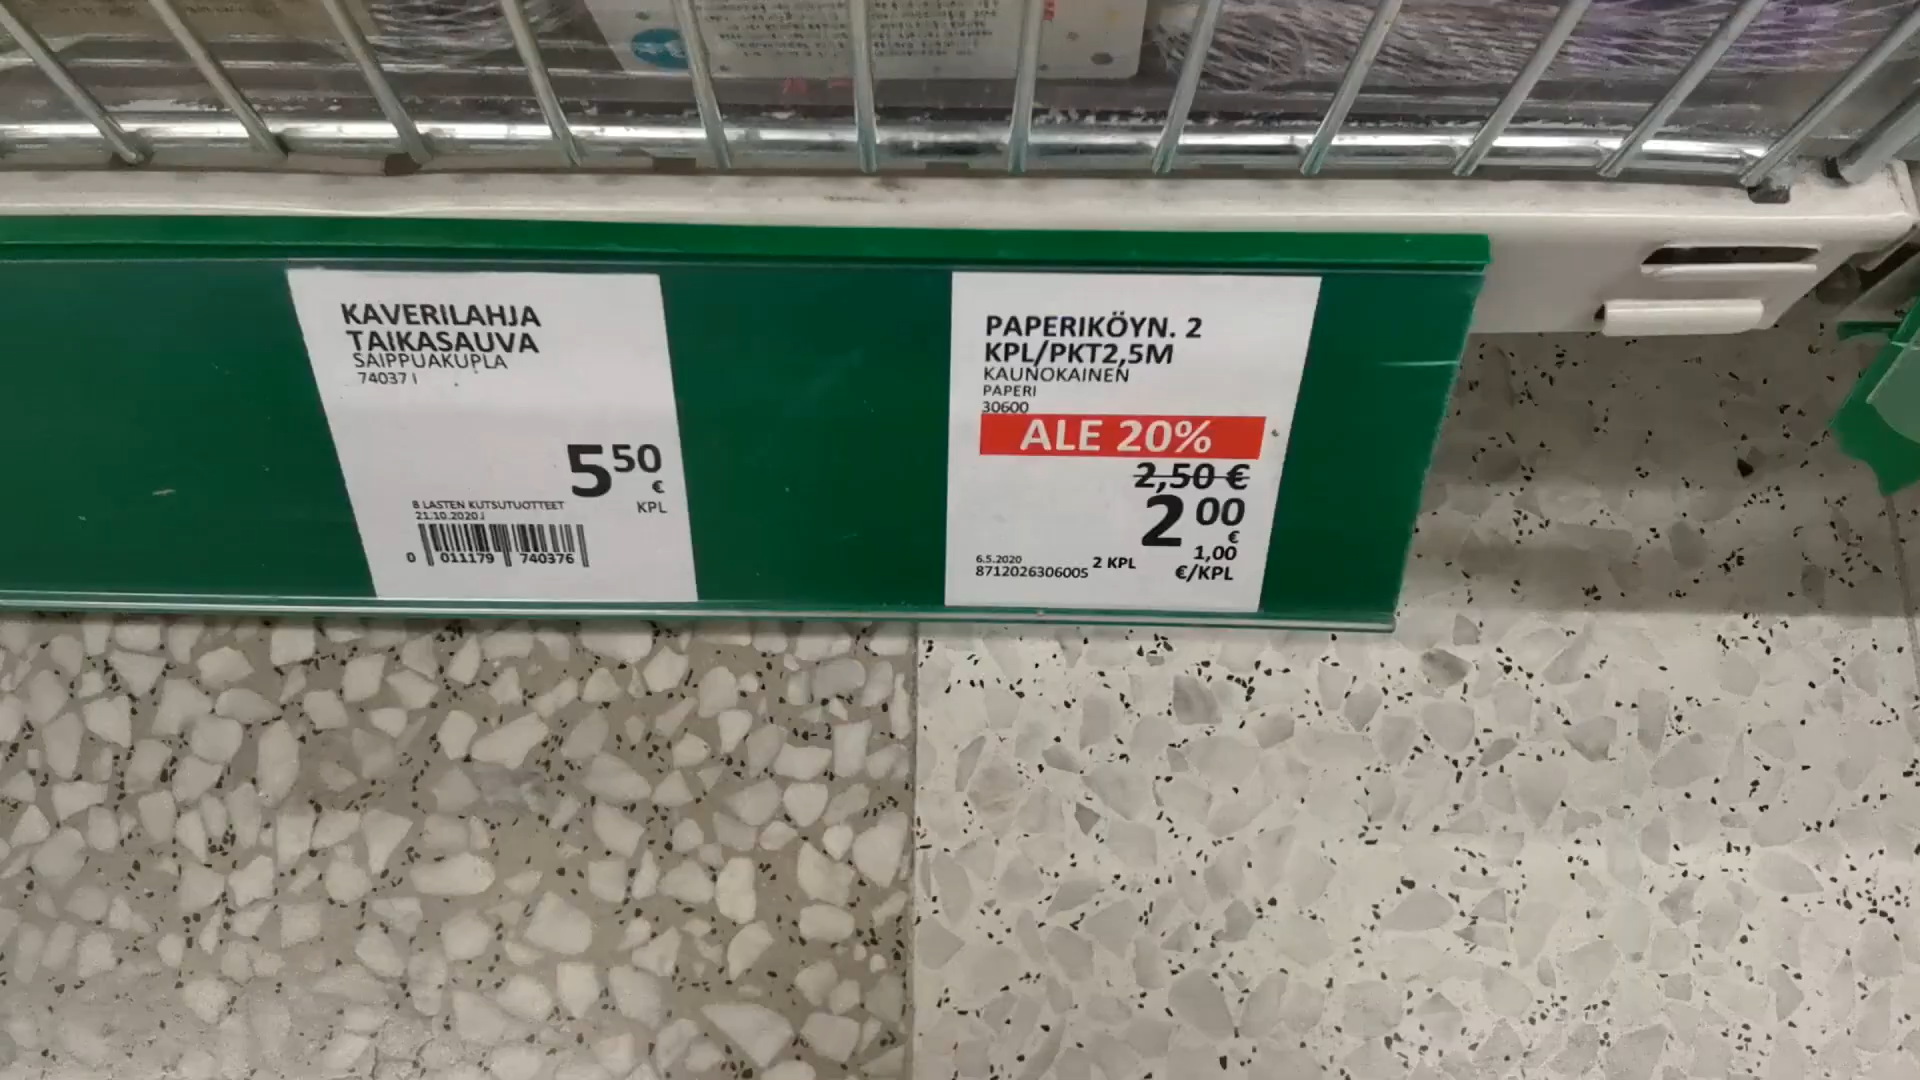 KAVERILAHJA
TAIKASAUVA
SAIPPUAKUPLA
74037 I
5 50
€
KPL
8 LASTEN KUTSUTUOTTEET
21.10.2020 J
0 011179 740376
PAPERIKÖYN. 2
KPL/PKT2,5M
KAUNOKAINEN
PAPERI
30600
ALE 20%
2,50 €
2 00
€
1,00
€/KPL
2 KPL
6.5.2020
8712026306005